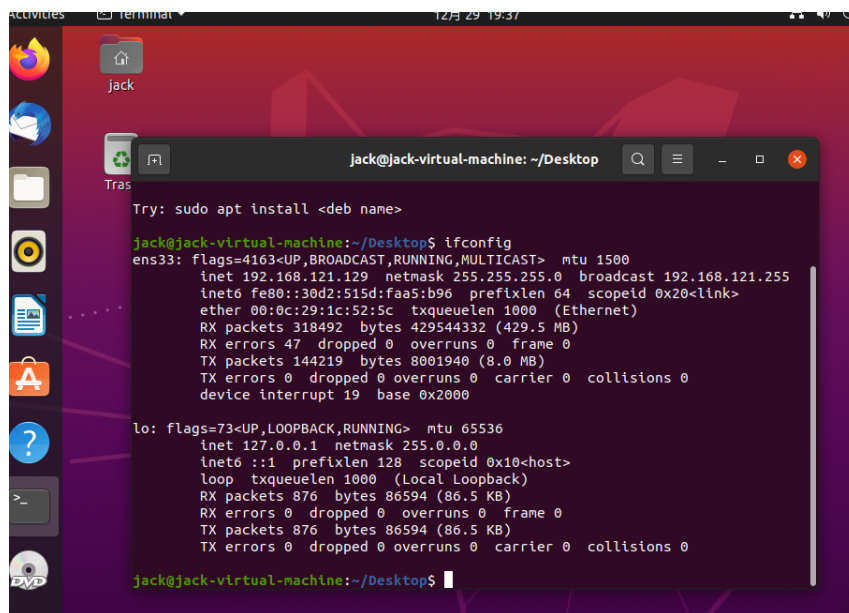 Activities Terminal 12月 29 19:37
jack
Tras
jack@jack-virtual-machine: ~/Desktop
Try: sudo apt install <deb name>
jack@jack-virtual-machine:~/Desktop$ ifconfig
ens33: flags=4163<UP,BROADCAST,RUNNING,MULTICAST>  mtu 1500
        inet 192.168.121.129  netmask 255.255.255.0  broadcast 192.168.121.255
        inet6 fe80::30d2:515d:faa5:b96  prefixlen 64  scopeid 0x20<link>
        ether 00:0c:29:1c:52:5c  txqueuelen 1000  (Ethernet)
        RX packets 318492  bytes 429544332 (429.5 MB)
        RX errors 47  dropped 0  overruns 0  frame 0
        TX packets 144219  bytes 8001940 (8.0 MB)
        TX errors 0  dropped 0 overruns 0  carrier 0  collisions 0
        device interrupt 19  base 0x2000
lo: flags=73<UP,LOOPBACK,RUNNING>  mtu 65536
        inet 127.0.0.1  netmask 255.0.0.0
        inet6 ::1  prefixlen 128  scopeid 0x10<host>
        loop  txqueuelen 1000  (Local Loopback)
        RX packets 876  bytes 86594 (86.5 KB)
        RX errors 0  dropped 0  overruns 0  frame 0
        TX packets 876  bytes 86594 (86.5 KB)
        TX errors 0  dropped 0 overruns 0  carrier 0  collisions 0
jack@jack-virtual-machine:~/Desktop$
DVD